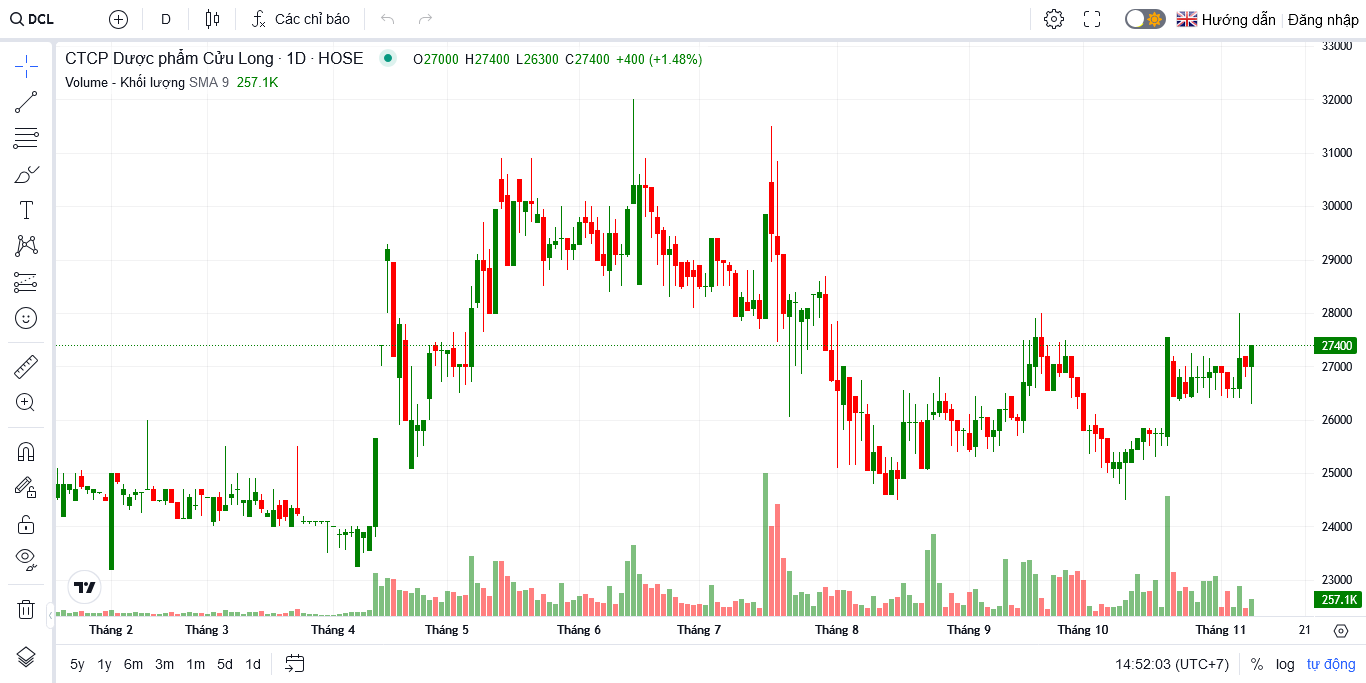 DCL
D
Các chỉ báo
Hướng dẫn
Đăng nhập
CTCP Dược phẩm Cửu Long · 1D · HOSE
O27000 H27400 L26300 C27400 +400 (+1.48%)
Volume - Khối lượng SMA 9 257.1K
33000
32000
31000
30000
29000
28000
27400
27000
26000
25000
24000
23000
257.1K
Tháng 2 Tháng 3 Tháng 4 Tháng 5 Tháng 6 Tháng 7 Tháng 8 Tháng 9 Tháng 10 Tháng 11 21
5y 1y 6m 3m 1m 5d 1d
14:52:03 (UTC+7) % log tự động